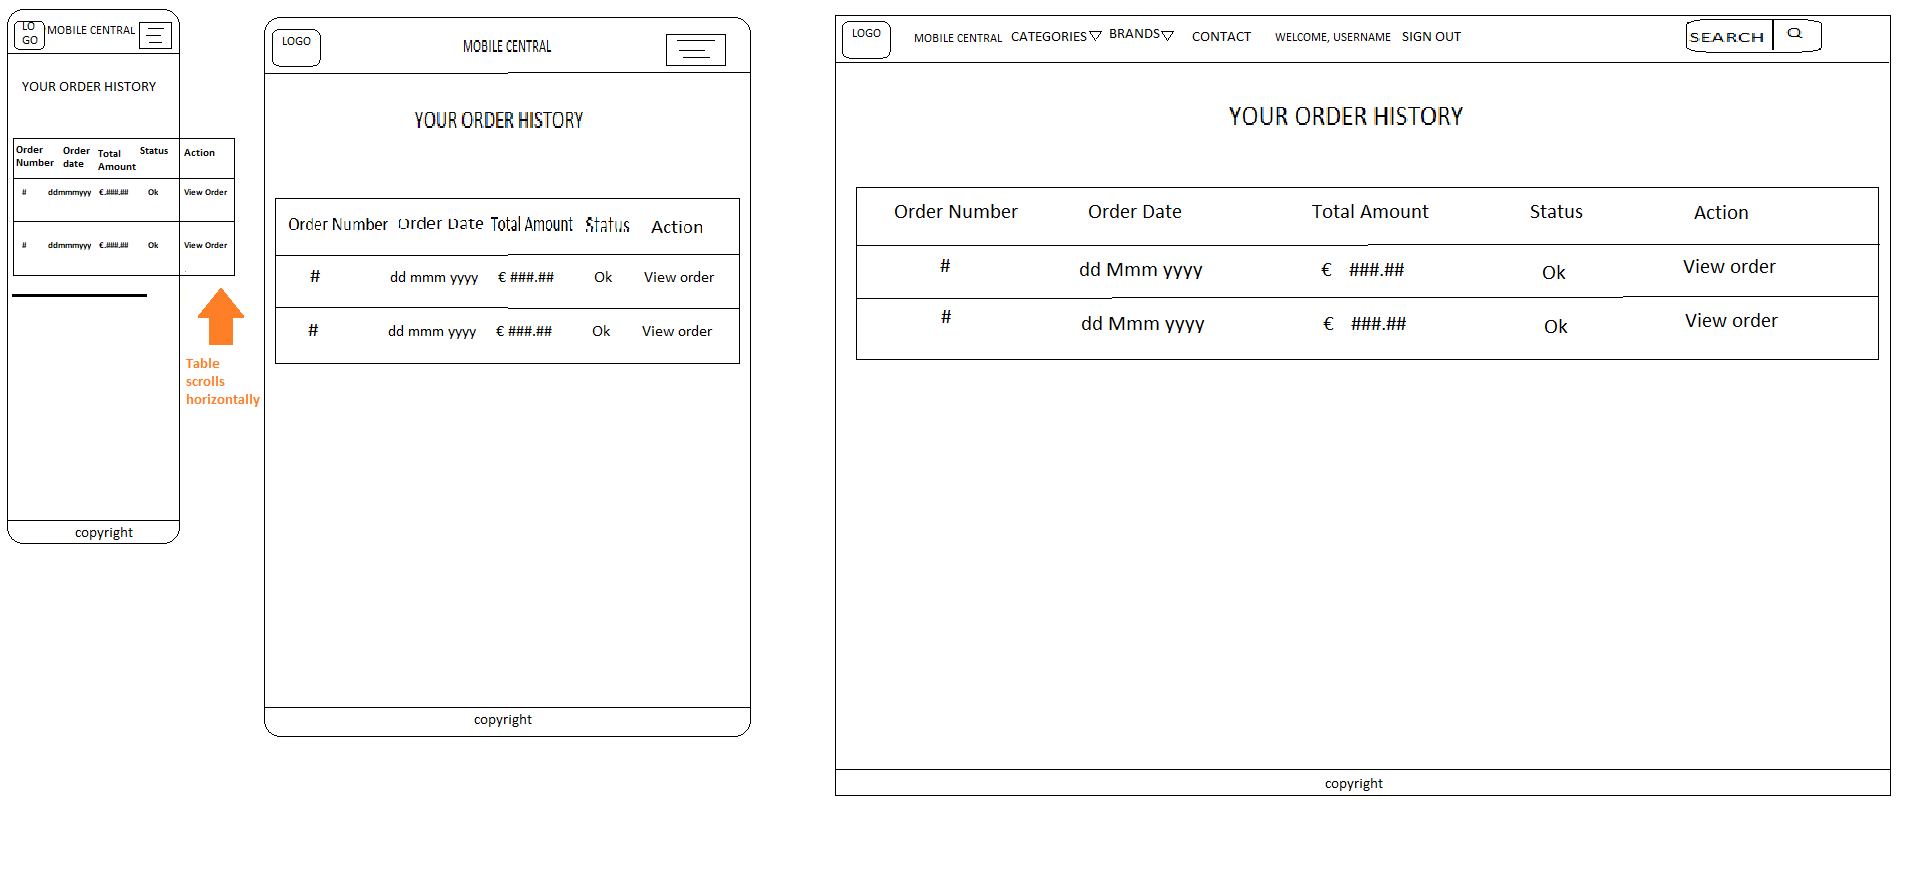 LO
GO
MOBILE CENTRAL
YOUR ORDER HISTORY
Order
Number
Order
date
Total
Amount
Status
Action
# ddmmmyyy €.###.## Ok View Order
# ddmmmyyy €.###.## Ok View Order
Table
scrolls
horizontally
copyright
LOGO
MOBILE CENTRAL
YOUR ORDER HISTORY
Order Number Order Date Total Amount Status Action
# dd mmm yyyy € ###.## Ok View order
# dd mmm yyyy € ###.## Ok View order
copyright
LOGO MOBILE CENTRAL CATEGORIES BRANDS CONTACT WELCOME, USERNAME SIGN OUT SEARCH
YOUR ORDER HISTORY
Order Number Order Date Total Amount Status Action
# dd Mmm yyyy € ###.## Ok View order
# dd Mmm yyyy € ###.## Ok View order
copyright